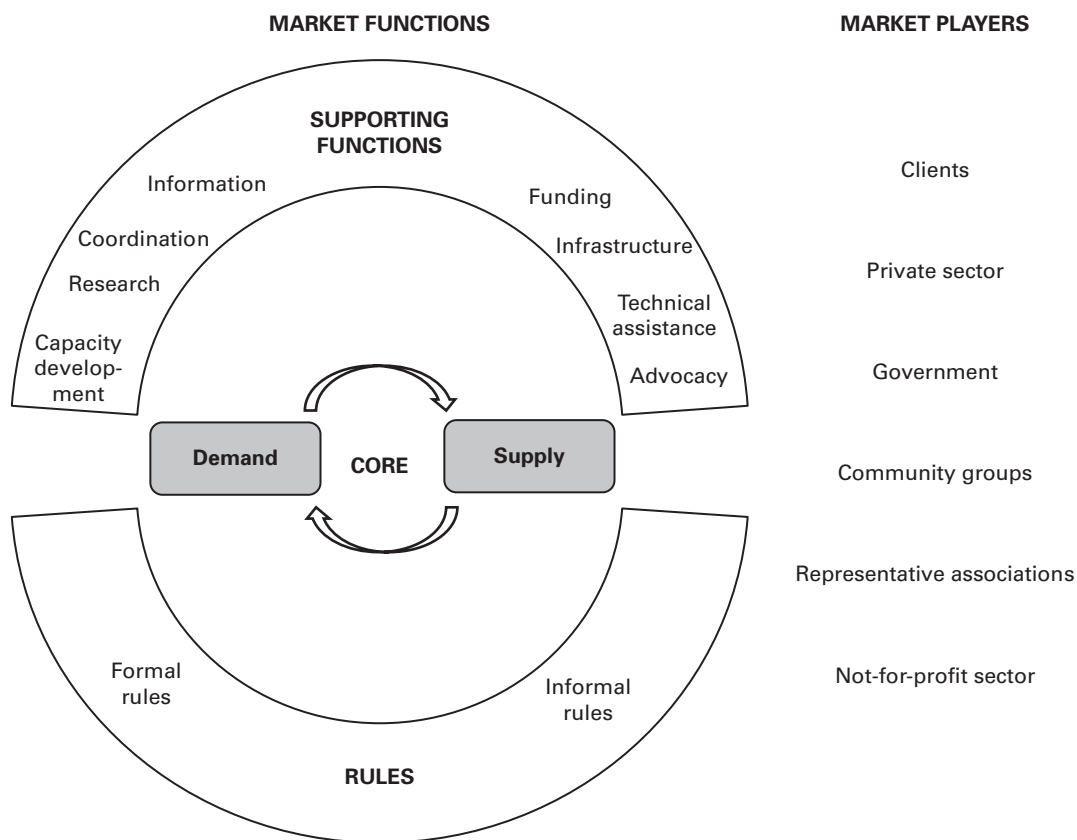 MARKET FUNCTIONS
MARKET PLAYERS
SUPPORTING
FUNCTIONS
Information
Coordination
Research
Capacity
develop-
ment
Funding
Infrastructure
Technical
assistance
Advocacy
Demand
CORE
Supply
Formal
rules
Informal
rules
RULES
Clients
Private sector
Government
Community groups
Representative associations
Not-for-profit sector